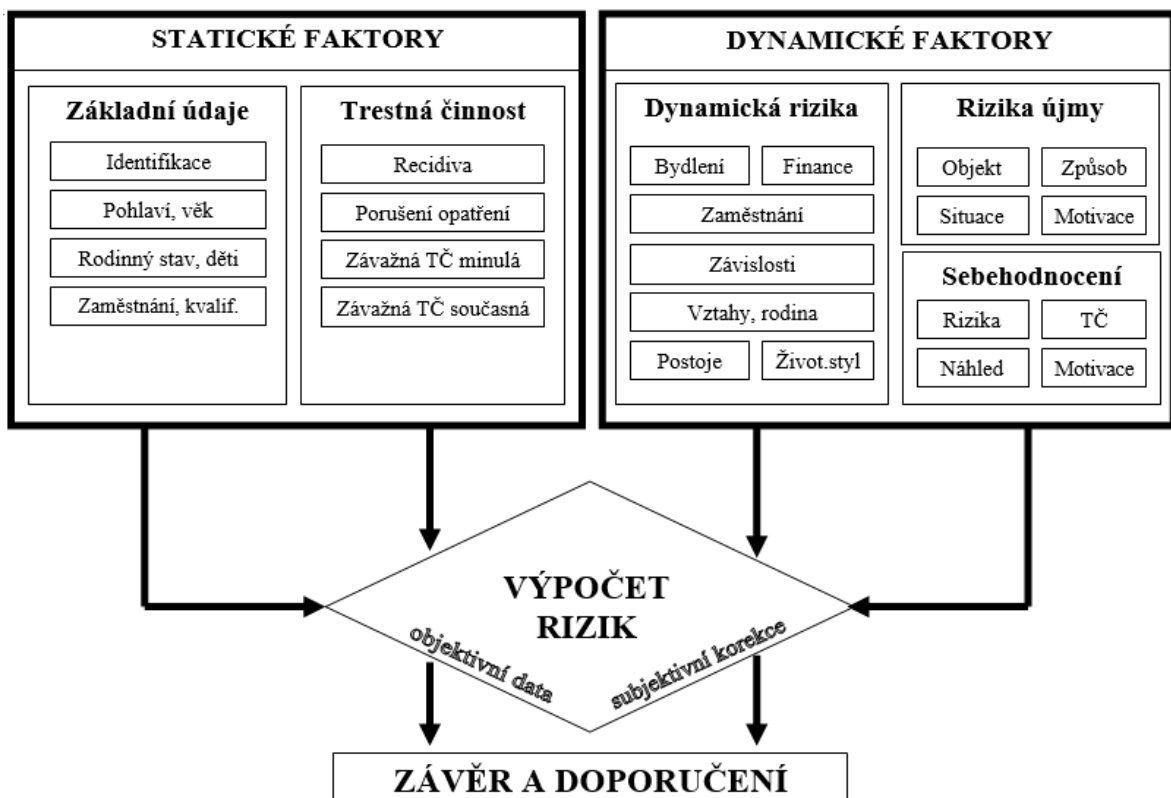 STATICKÉ FAKTORY
Základní údaje
Identifikace
Pohlaví, věk
Rodinný stav, děti
Zaměstnání, kvalif.
Trestná činnost
Recidiva
Porušení opatření
Závažná TČ minulá
Závažná TČ současná
DYNAMICKÉ FAKTORY
Dynamická rizika
Bydlení
Finance
Zaměstnání
Závislosti
Vztahy, rodina
Postoje
Život.styl
Rizika újmy
Objekt
Způsob
Situace
Motivace
Sebehodnocení
Rizika
TČ
Náhled
Motivace
VÝPOČET
RIZIK
objektivní data
subjektivní korekce
ZÁVĚR A DOPORUČENÍ